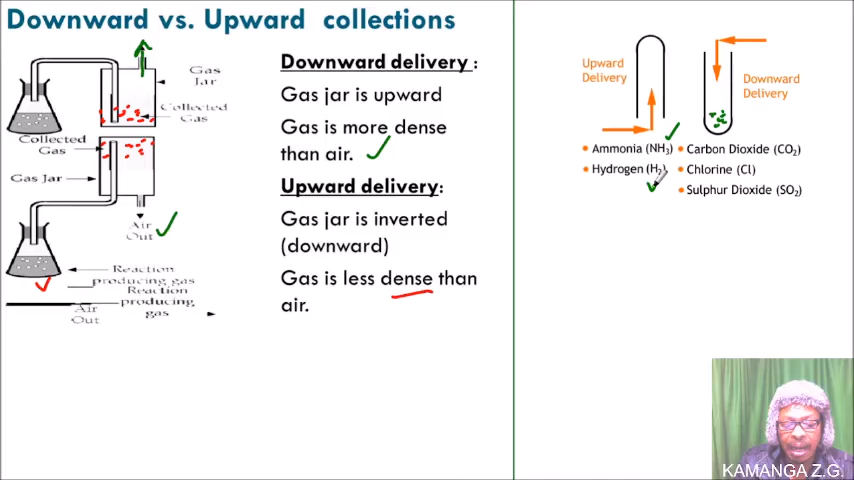 Downward vs. Upward collections
Gas
Jar
Collected
Gas
Collected
Gas
Gas Jar
Air
Out
Reaction
producing gas
Reaction
producing
gas
Air
Out
Downward delivery :
Gas jar is upward
Gas is more dense
than air.
Upward delivery:
Gas jar is inverted
(downward)
Gas is less dense than
air.
Upward
Delivery
Downward
Delivery
• Ammonia (NH3)
• Hydrogen (H2)
• Carbon Dioxide (CO2)
• Chlorine (Cl)
• Sulphur Dioxide (SO2)
KAMANGA Z.G.